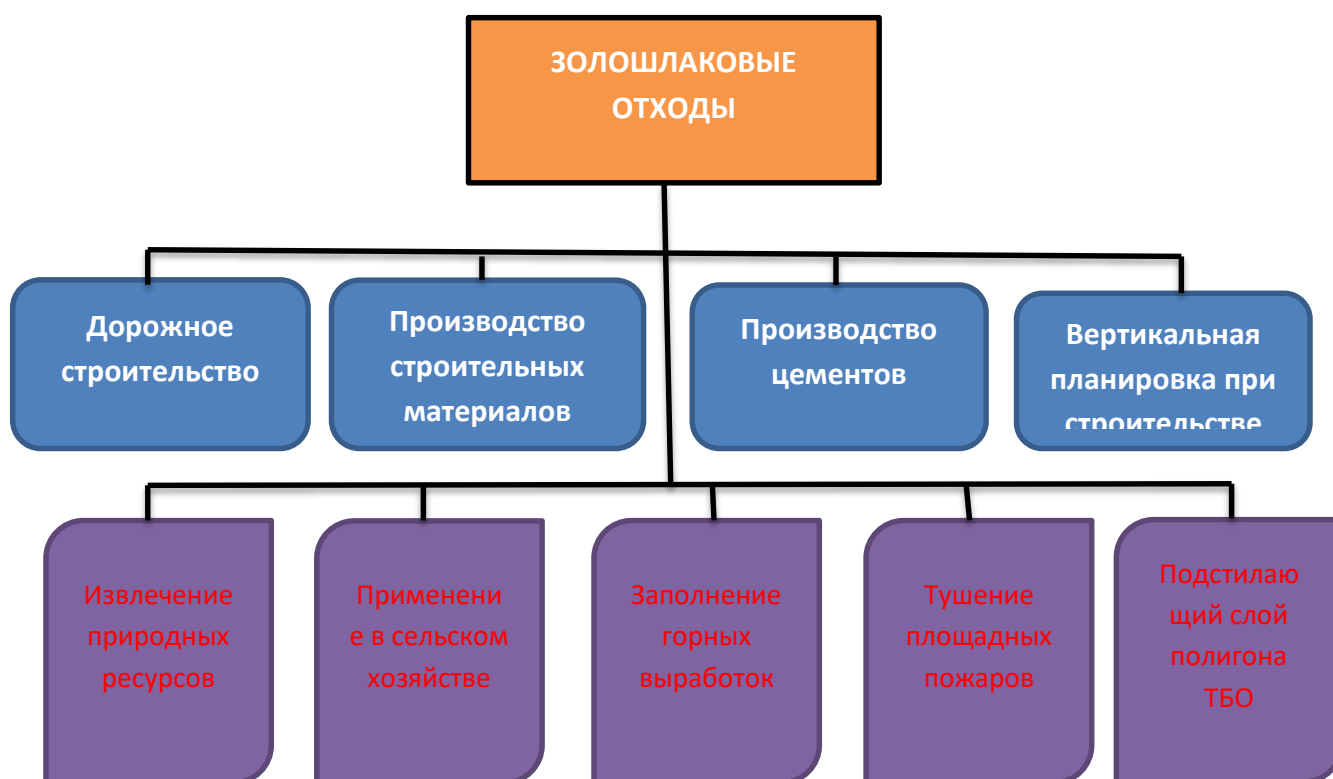 ЗОЛОШЛАКОВЫЕ
ОТХОДЫ
Дорожное
строительство
Производство
строительных
материалов
Производство
цементов
Вертикальная
планировка при
строительстве
Извлечение
природных
ресурсов
Применени
е в сельском
хозяйстве
Заполнение
горных
выработок
Тушение
площадных
пожаров
Подстилаю
щий слой
полигона
ТБО